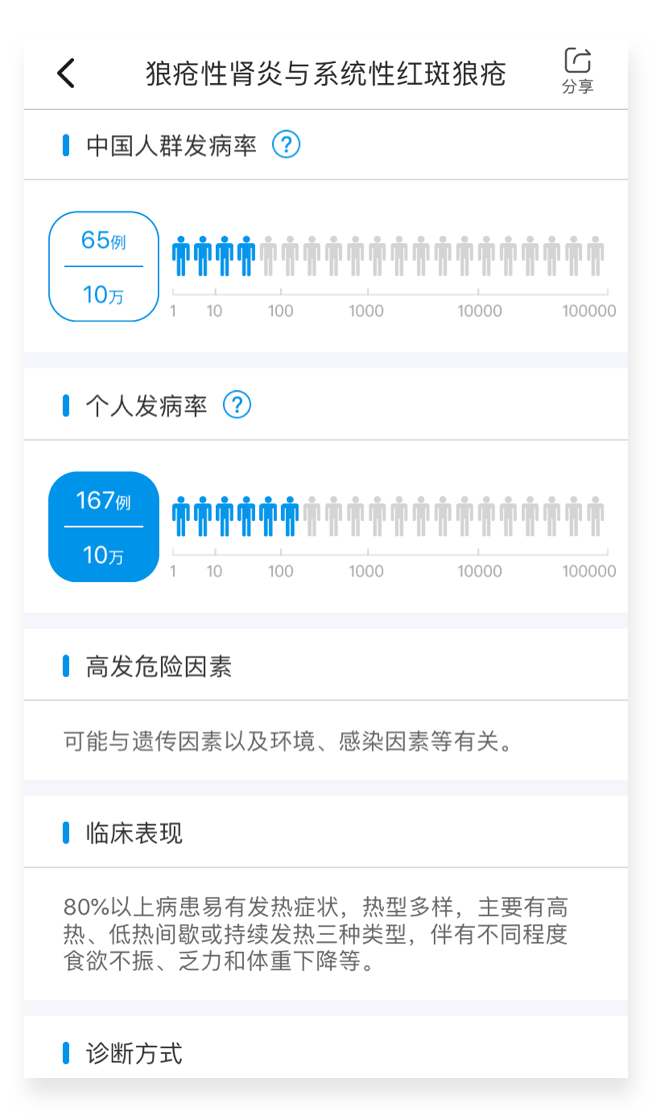 狼疮性肾炎与系统性红斑狼疮
分享
中国人群发病率 ?
65例
10万
1 10 100 1000 10000 100000
个人发病率 ?
167例
10万
1 10 100 1000 10000 100000
高发危险因素
可能与遗传因素以及环境、感染因素等有关。
临床表现
80%以上病患易有发热症状，热型多样，主要有高
热、低热间歇或持续发热三种类型，伴有不同程度
食欲不振、乏力和体重下降等。
诊断方式